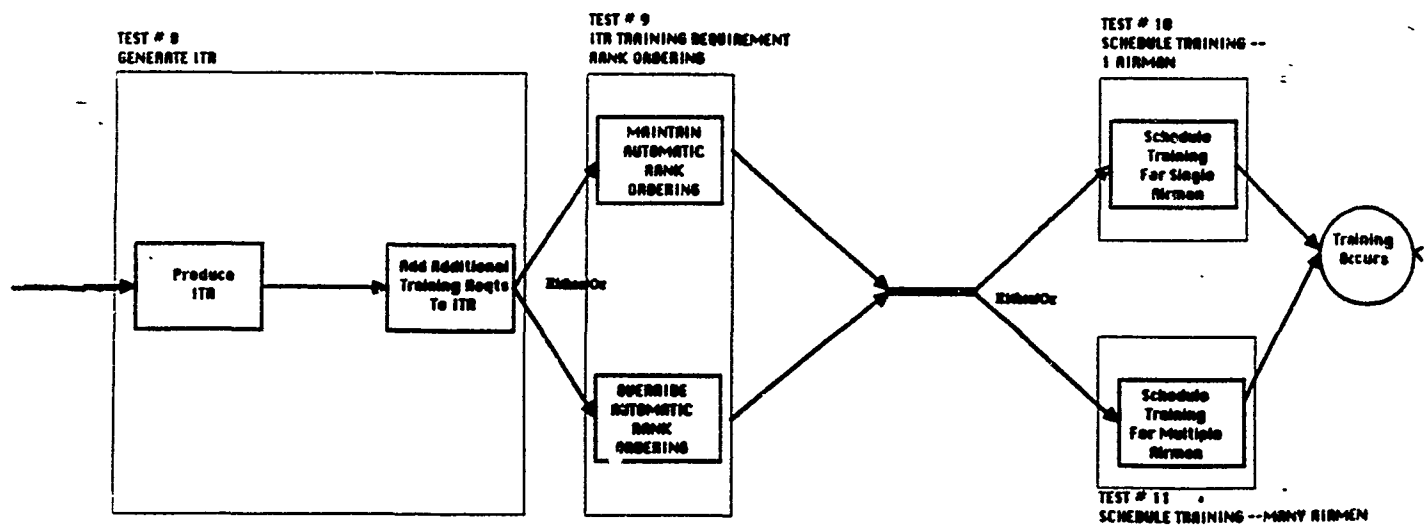 TEST # 8
GENERATE ITR
Produce
ITR
Add Additional
Training Reqts
To ITR
Either/Or
TEST # 9
ITR TRAINING REQUIREMENT
RANK ORDERING
MAINTAIN
AUTOMATIC
RANK
ORDERING
OVERRIDE
AUTOMATIC
RANK
ORDERING
Either/Or
TEST # 10
SCHEDULE TRAINING --
1 AIRMAN
Schedule
Training
For Single
Airman
Schedule
Training
For Multiple
Airmen
TEST # 11
SCHEDULE TRAINING --MANY AIRMEN
Training
Occurs